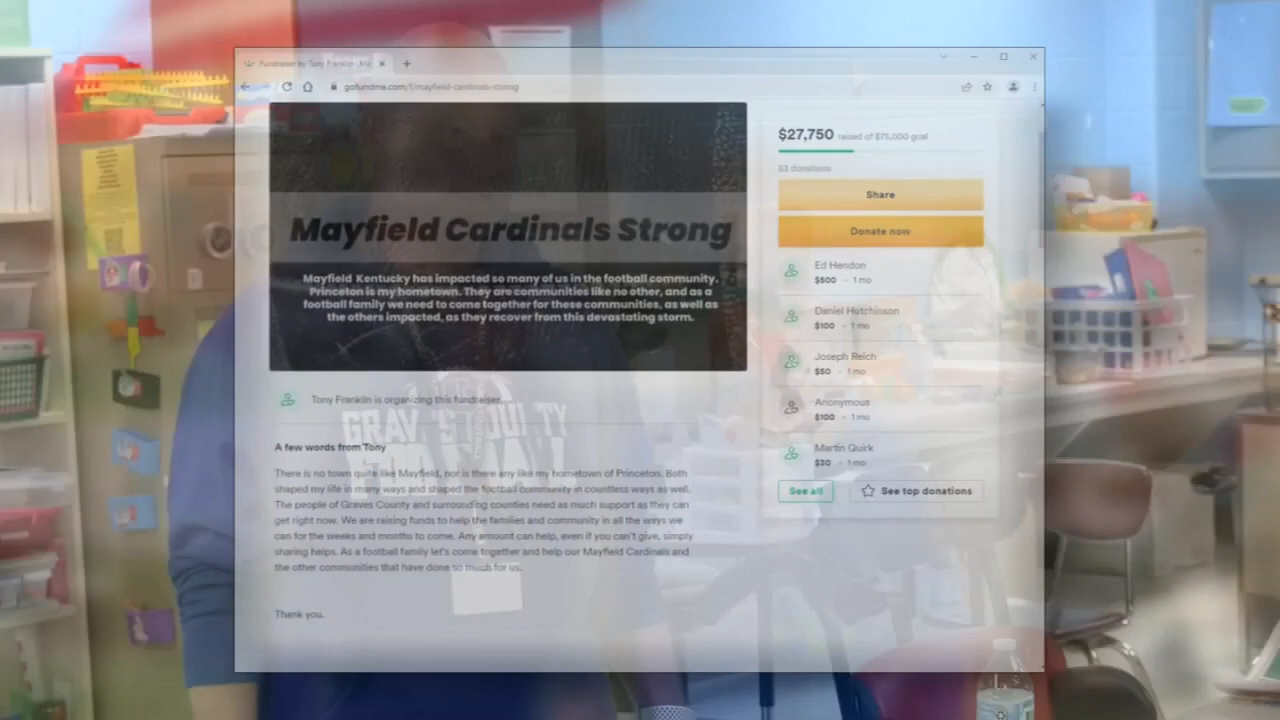 Fundraiser by Tony Franklin : Ma
gofundme.com/f/mayfield-cardinals-strong
Mayfield Cardinals Strong
Mayfield Kentucky has impacted so many of us in the football community.
Princeton is my hometown. They are communities like no other, and as a
football family we need to come together for these communities, as well as
the others impacted, as they recover from this devastating storm.
Tony Franklin is organizing this fundraiser.
A few words from Tony
There is no town quite like Mayfield, nor is there any like my hometown of Princeton. Both
shaped my life in many ways and shaped the football community in countless ways as well.
The people of Graves County and surrounding counties need as much support as they can
get right now. We are raising funds to help the families and community in all the ways we
can for the weeks and months to come. Any amount can help, even if you can't give, simply
sharing helps. As a football family let's come together and help our Mayfield Cardinals and
the other communities that have done so much for us.
Thank you.
$27,750 raised of $75,000 goal
53 donations
Share
Donate now
Ed Hendon
$500 · 1 mo
Daniel Hutchinson
$100 · 1 mo
Joseph Reich
$50 · 1 mo
Anonymous
$100 · 1 mo
Martin Quirk
$30 · 1 mo
See all
See top donations
FOOTBALL